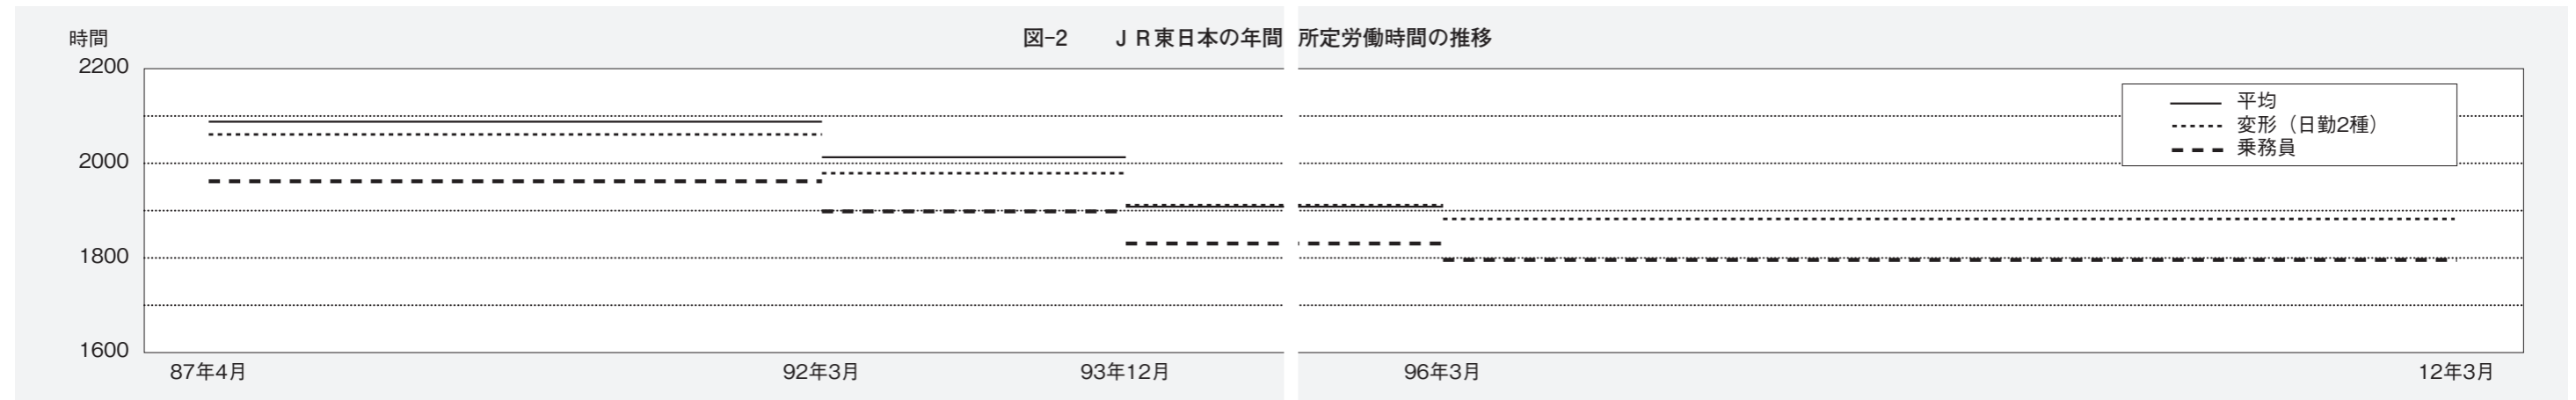 図-2　ＪＲ東日本の年間所定労働時間の推移
時間
2200
2000
1800
1600
87年4月
92年3月
93年12月
96年3月
12年3月
平均
変形（日勤2種）
乗務員